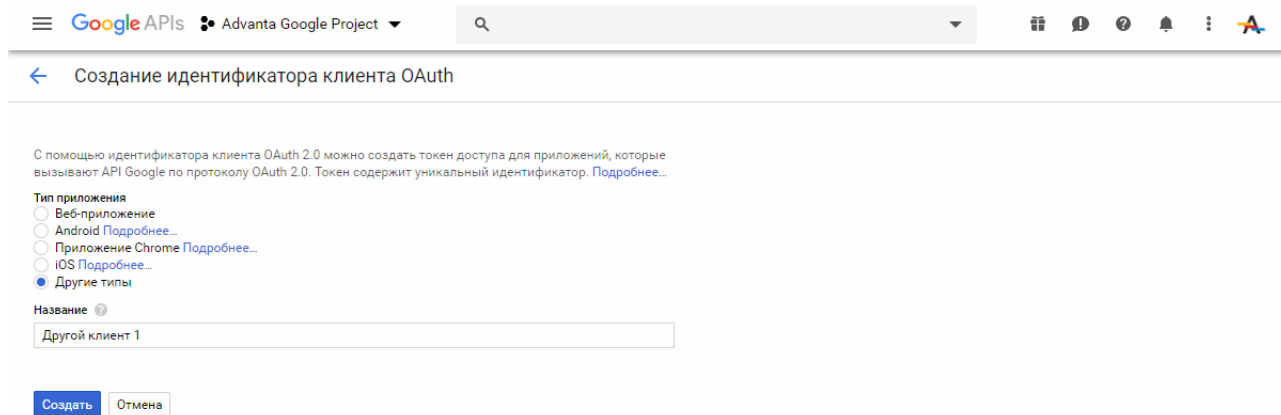 Google APIs Advanta Google Project
Создание идентификатора клиента OAuth
С помощью идентификатора клиента OAuth 2.0 можно создать токен доступа для приложений, которые
вызывают API Google по протоколу OAuth 2.0. Токен содержит уникальный идентификатор. Подробнее...
Тип приложения
Веб-приложение
Android Подробнее...
Приложение Chrome Подробнее...
iOS Подробнее...
Другие типы
Название
Другой клиент 1
Создать Отмена